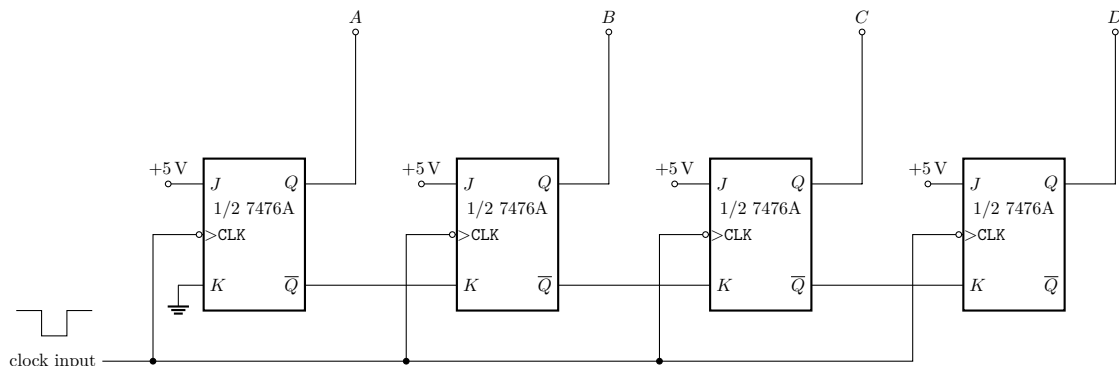 A B C D
+5 V +5 V +5 V +5 V
J Q J Q J Q J Q
1/2 7476A 1/2 7476A 1/2 7476A 1/2 7476A
>CLK >CLK >CLK >CLK
K Q̅ K Q̅ K Q̅ K Q̅
clock input